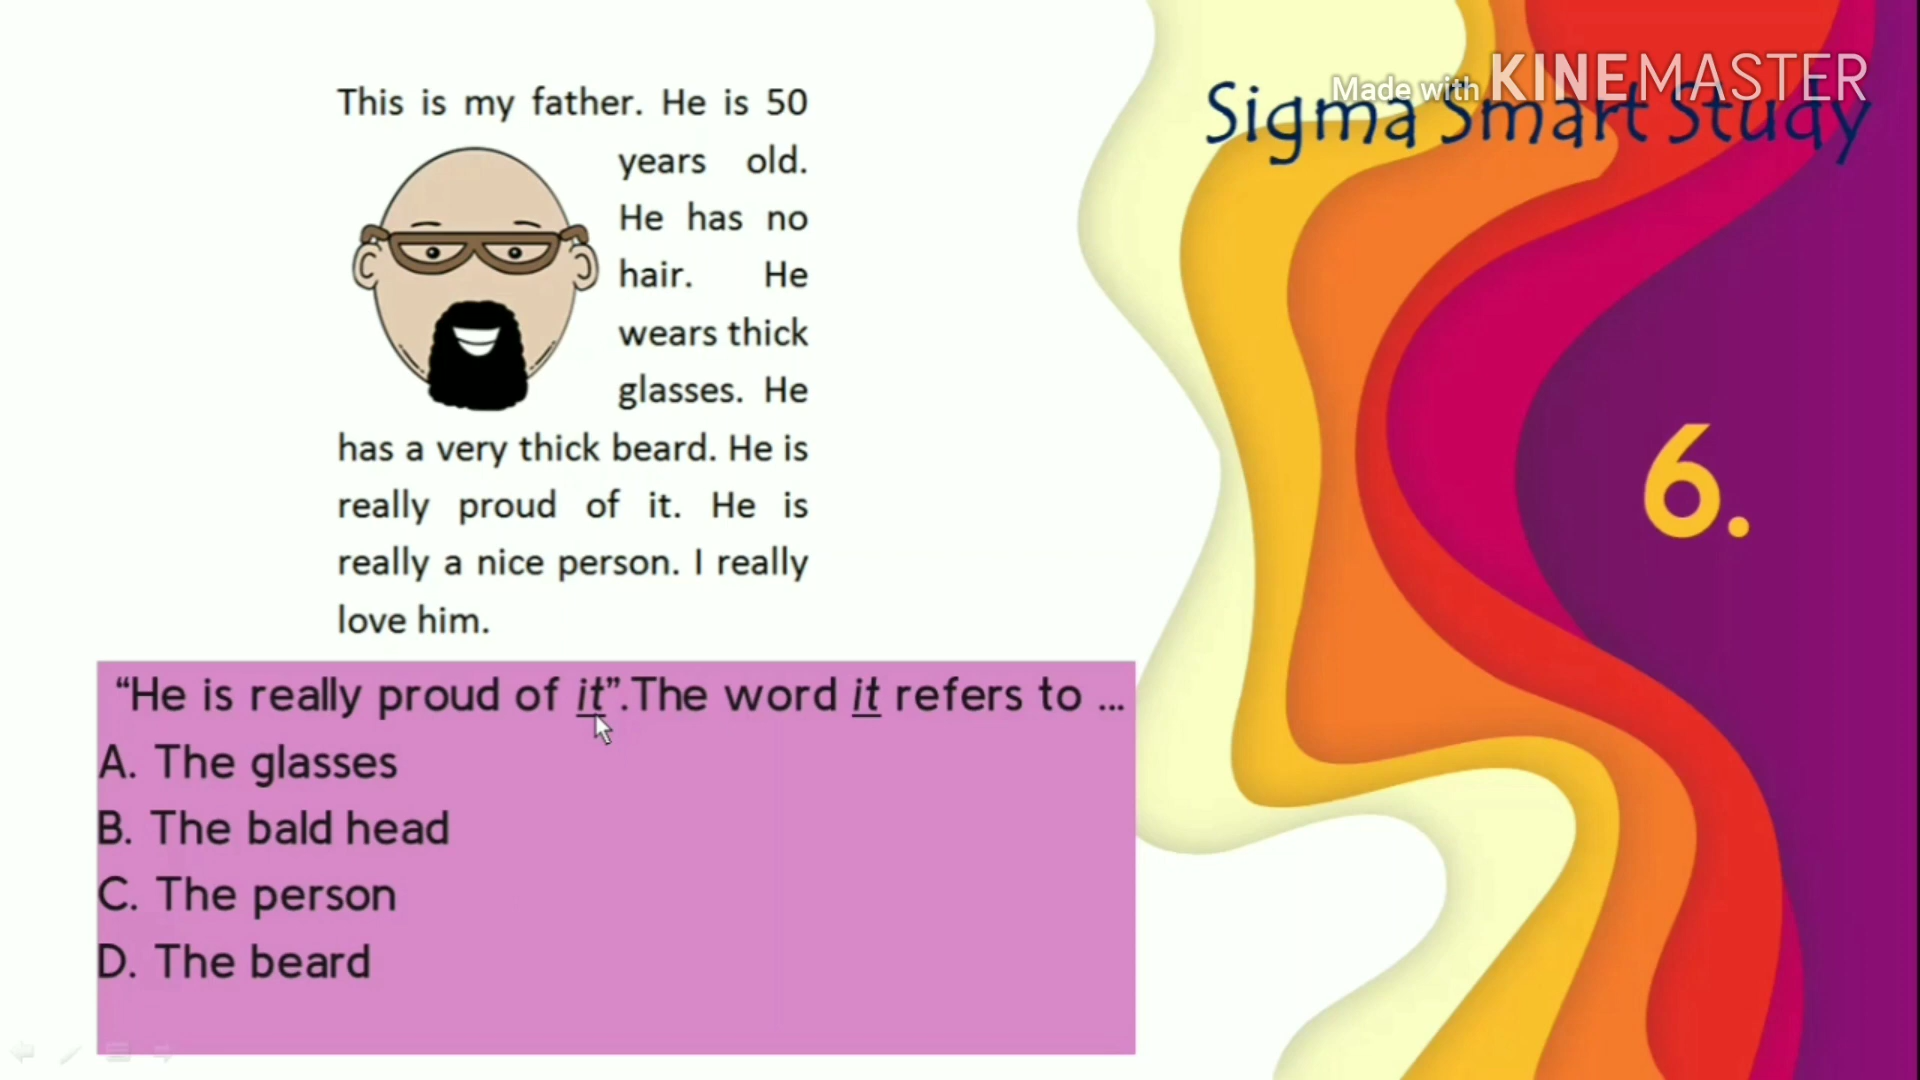 This is my father. He is 50
years old.
He has no
hair. He
wears thick
glasses. He
has a very thick beard. He is
really proud of it. He is
really a nice person. I really
love him.
Made with KINEMASTER
Sigma Smart Study
6.
“He is really proud of it”.The word it refers to ...
A. The glasses
B. The bald head
C. The person
D. The beard